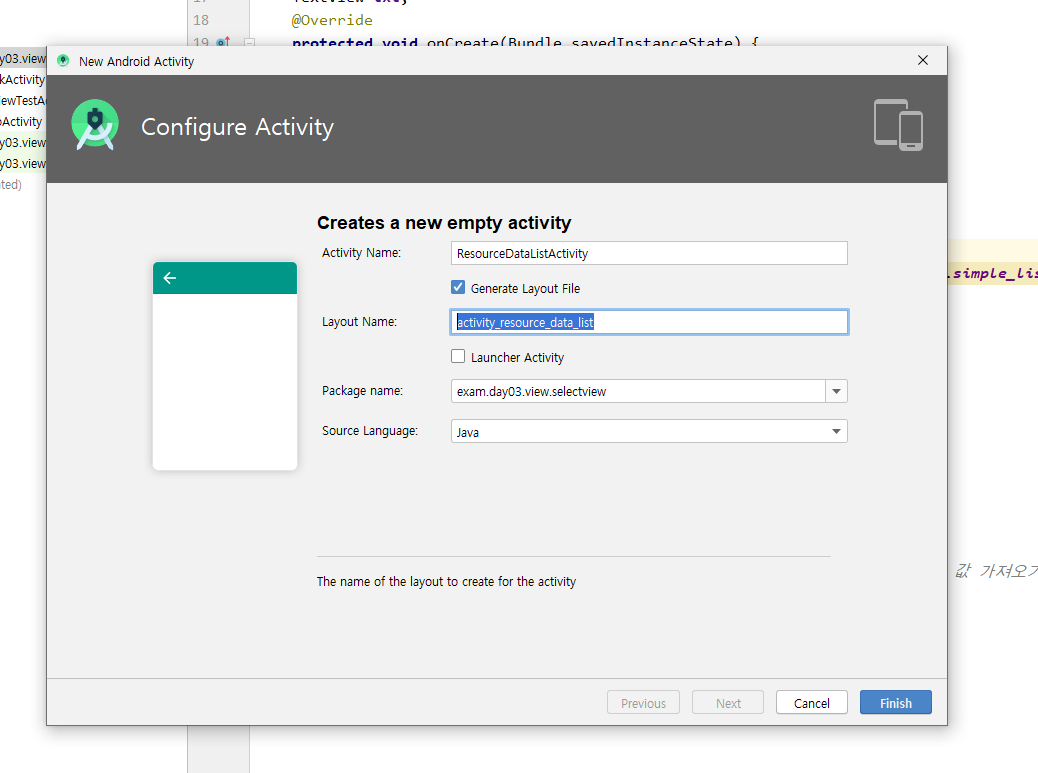 18
@Override
19
protected void onCreate(Bundle savedInstanceState) {
y03.view
kActivity
iewTestAc
Activity
y03.view
y03.view
ted)
New Android Activity
Configure Activity
Creates a new empty activity
Activity Name:
ResourceDataListActivity
Generate Layout File
Layout Name:
activity_resource_data_list
Launcher Activity
Package name:
exam.day03.view.selectview
Source Language:
Java
The name of the layout to create for the activity
.simple_lis
값 가져오기
Previous
Next
Cancel
Finish